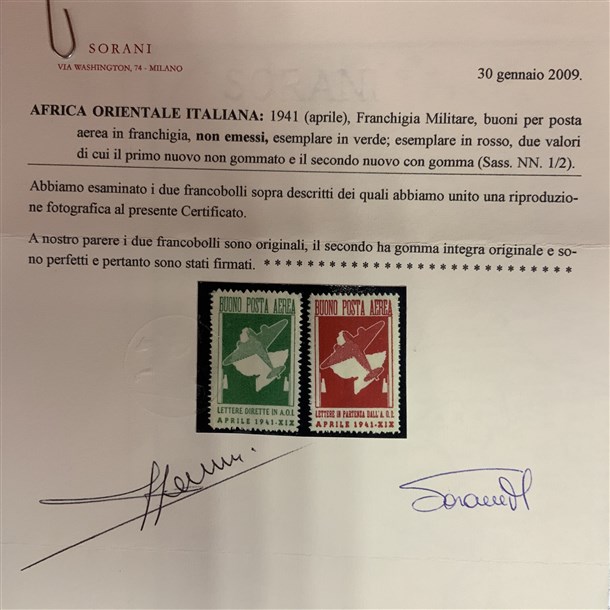 SORANI
VIA WASHINGTON, 74 - MILANO
30 gennaio 2009.
AFRICA ORIENTALE ITALIANA: 1941 (aprile), Franchigia Militare, buoni per posta
aerea in franchigia, non emessi, esemplare in verde; esemplare in rosso, due valori
di cui il primo nuovo non gommato e il secondo nuovo con gomma (Sass. NN. 1/2).
Abbiamo esaminato i due francobolli sopra descritti dei quali abbiamo unito una riproduzio-
ne fotografica al presente Certificato.
A nostro parere i due francobolli sono originali, il secondo ha gomma integra originale e so-
no perfetti e pertanto sono stati firmati. * * * * * * * * * * * * * * * * * * * * * * * * * * * *
BUONO POSTA AEREA
LETTERE DIRETTE IN A.O.I.
APRILE 1941-XIX
BUONO POSTA AEREA
LETTERE IN PARTENZA DALL'A.O.I.
APRILE 1941-XIX